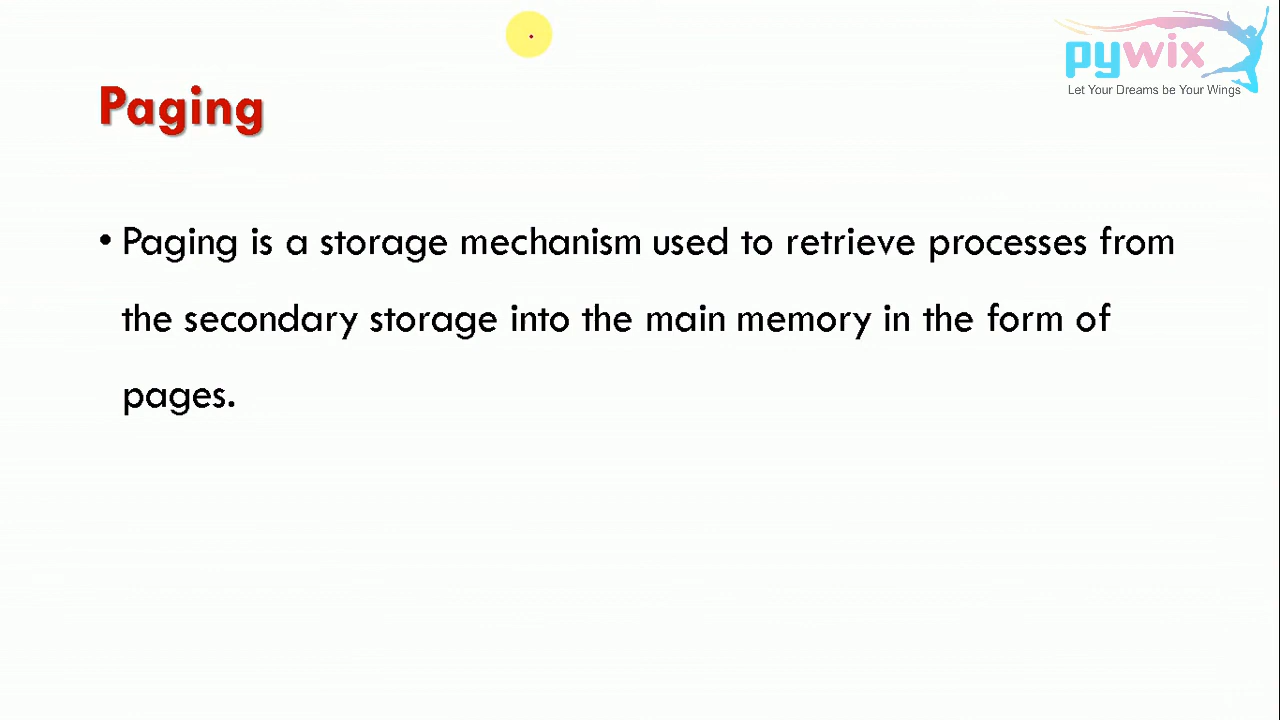 pywix
Let Your Dreams be Your Wings
Paging
• Paging is a storage mechanism used to retrieve processes from
the secondary storage into the main memory in the form of
pages.